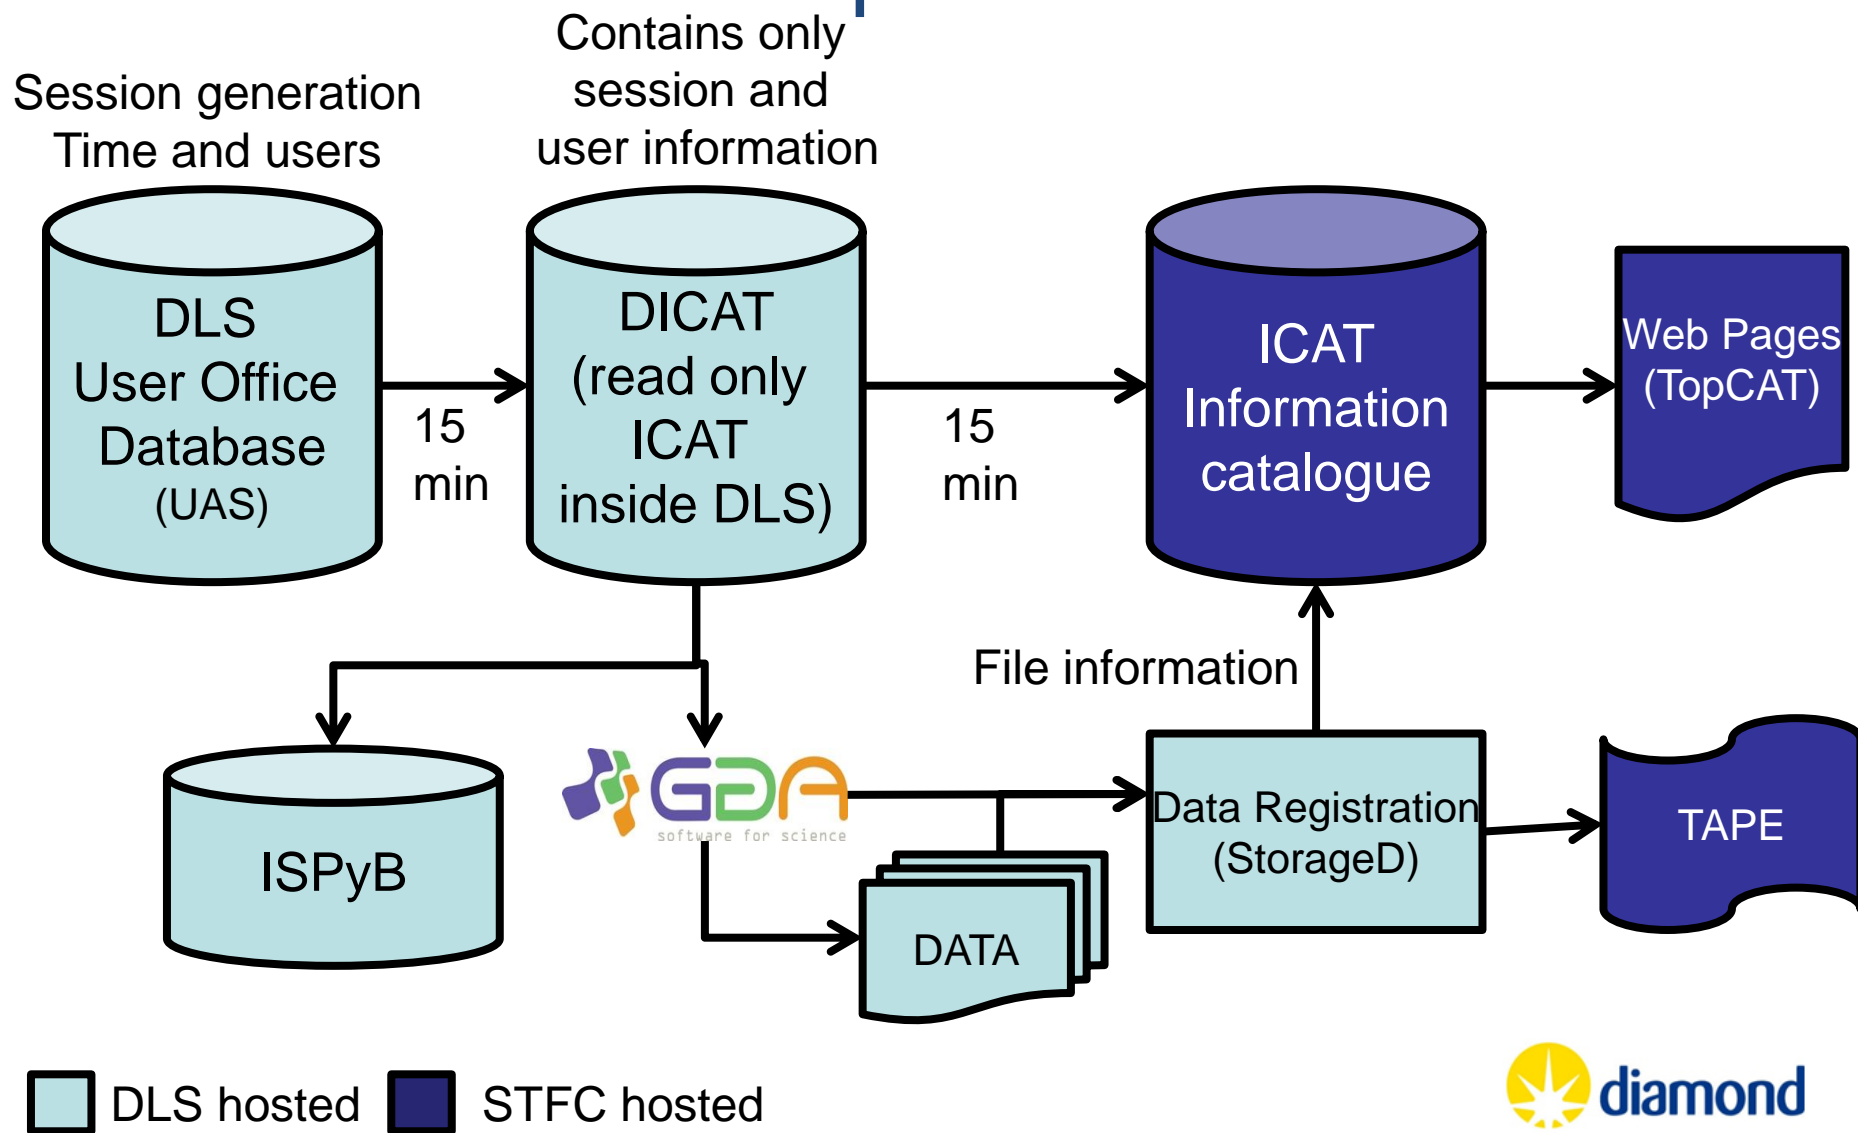 Contains only
session and
user information
Session generation
Time and users
DLS
User Office
Database
(UAS)
15
min
DICAT
(read only
ICAT
inside DLS)
15
min
ICAT
Information
catalogue
Web Pages
(TopCAT)
File information
ISPyB
GDA
software for science
DATA
Data Registration
(StorageD)
TAPE
DLS hosted
STFC hosted
diamond